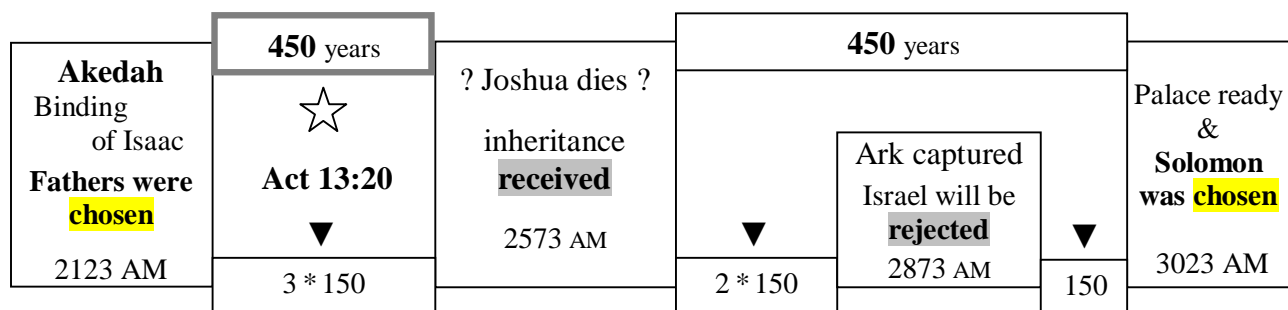 Akedah
Binding
of Isaac
Fathers were
chosen
2123 AM
450 years
Act 13:20
3 * 150
? Joshua dies ?
inheritance
received
2573 AM
450 years
2 * 150
Ark captured
Israel will be
rejected
2873 AM
150
Palace ready
&
Solomon
was chosen
3023 AM